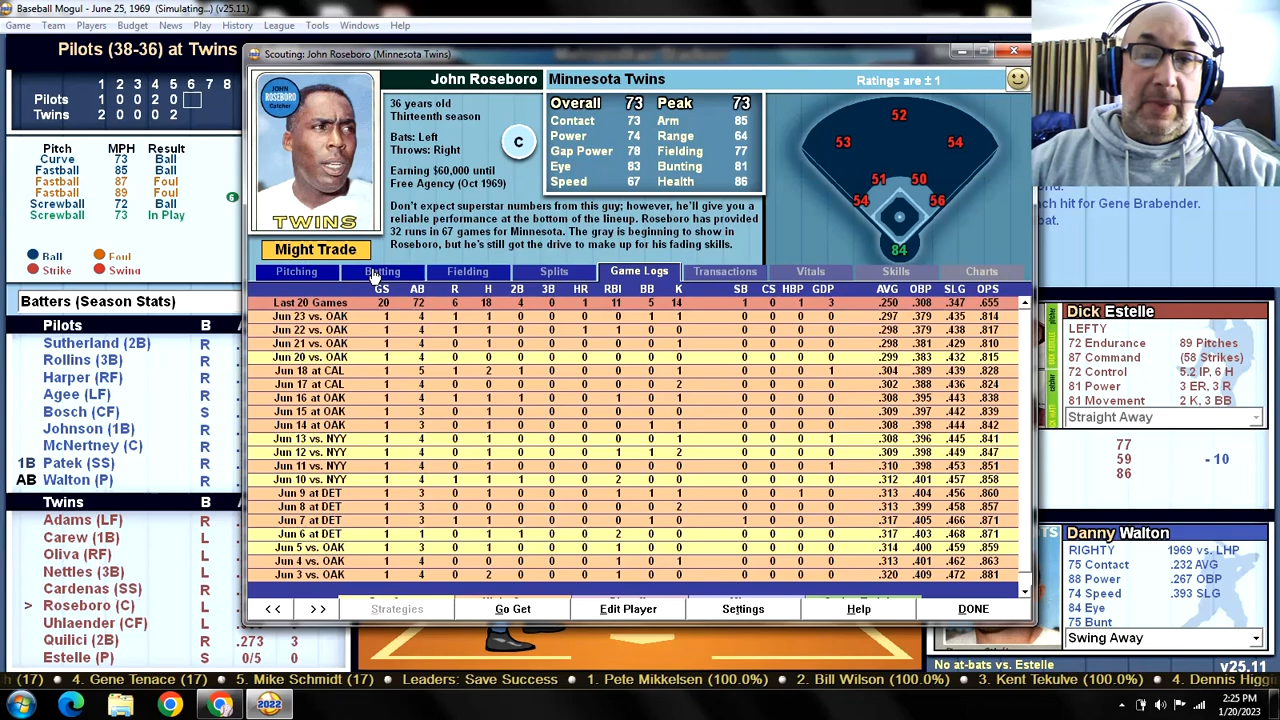 Baseball Mogul - June 25, 1969 (Simulating...) (v25.11)
Game Team Players Budget News Play History League Tools Windows Help
Pilots (38-36) at Twins
1 2 3 4 5 6 7 8
Pilots 1 0 0 2 0
Twins 2 0 0 0 2
Pitch MPH Result
Curve 73 Ball
Fastball 85 Ball
Fastball 87 Foul
Fastball 89 Foul
Screwball 72 Ball
Screwball 73 In Play
6
Ball Foul
Strike Swing
Batters (Season Stats)
Pilots B
Sutherland (2B) R
Rollins (3B) R
Harper (RF) R
Agee (LF) R
Bosch (CF) S
Johnson (1B) R
McNertney (C) R
1B Patek (SS) R
AB Walton (P) R
Twins B
Adams (LF) R
Carew (1B) L
Oliva (RF) L
Nettles (3B) L
Cardenas (SS) R
> Roseboro (C) L
Uhlaender (CF) L
Quilici (2B) R .273 3
Estelle (P) S 0/5 0
Scouting: John Roseboro (Minnesota Twins)
JOHN
ROSEBORO
Catcher
TWINS
John Roseboro
Minnesota Twins
Ratings are ± 1
36 years old
Thirteenth season
Bats: Left
Throws: Right
Earning $60,000 until
Free Agency (Oct 1969)
C
Overall 73 Peak 73
Contact 73 Arm 85
Power 74 Range 64
Gap Power 78 Fielding 77
Eye 83 Bunting 81
Speed 67 Health 86
52
53 54
51 50
54 56
84
Don't expect superstar numbers from this guy; however, he'll give you a
reliable performance at the bottom of the lineup. Roseboro has provided
32 runs in 67 games for Minnesota. The gray is beginning to show in
Roseboro, but he's still got the drive to make up for his fading skills.
Might Trade
Pitching Batting Fielding Splits Game Logs Transactions Vitals Skills Charts
GS AB R H 2B 3B HR RBI BB K SB CS HBP GDP AVG OBP SLG OPS
Last 20 Games 20 72 6 18 4 0 1 11 5 14 1 0 1 3 .250 .308 .347 .655
Jun 23 vs. OAK 1 4 1 1 0 0 0 0 1 1 0 0 0 0 .297 .379 .435 .814
Jun 22 vs. OAK 1 4 1 1 0 0 1 1 0 0 0 0 0 0 .298 .379 .438 .817
Jun 21 vs. OAK 1 4 0 1 0 0 0 0 0 1 0 0 0 0 .298 .381 .429 .810
Jun 20 vs. OAK 1 4 0 0 0 0 0 0 0 0 0 0 0 0 .299 .383 .432 .815
Jun 18 at CAL 1 5 1 2 1 0 0 0 0 1 0 0 0 1 .304 .389 .439 .828
Jun 17 at CAL 1 4 0 0 0 0 0 0 0 2 0 0 0 0 .302 .388 .436 .824
Jun 16 at OAK 1 4 1 1 1 0 0 1 0 1 0 0 0 0 .308 .395 .443 .838
Jun 15 at OAK 1 3 0 1 0 0 0 0 0 0 0 0 0 0 .309 .397 .442 .839
Jun 14 at OAK 1 3 0 1 0 0 0 0 1 1 0 0 0 0 .308 .398 .444 .842
Jun 13 vs. NYY 1 4 0 1 0 0 0 0 0 1 0 0 0 1 .308 .396 .445 .841
Jun 12 vs. NYY 1 4 0 1 0 0 0 1 1 2 0 0 0 0 .309 .398 .449 .847
Jun 11 vs. NYY 1 4 0 1 0 0 0 0 0 0 0 0 0 1 .310 .398 .453 .851
Jun 10 vs. NYY 1 4 1 1 1 0 0 2 0 0 0 0 0 0 .312 .401 .457 .858
Jun 9 at DET 1 3 0 1 0 0 0 1 1 1 0 0 1 0 .313 .404 .456 .860
Jun 8 at DET 1 3 0 0 0 0 0 0 0 2 0 0 0 0 .313 .399 .458 .857
Jun 7 at DET 1 3 1 0 0 0 0 0 1 0 1 0 0 0 .317 .405 .466 .871
Jun 6 at DET 1 1 0 1 1 0 0 2 0 0 0 0 0 0 .317 .403 .468 .871
Jun 5 vs. OAK 1 3 0 1 0 0 0 1 0 0 0 0 0 0 .314 .400 .459 .859
Jun 4 vs. OAK 1 4 0 1 0 0 0 1 0 1 0 0 0 0 .313 .401 .462 .863
Jun 3 vs. OAK 1 4 0 2 0 0 0 1 0 0 0 0 0 0 .320 .409 .472 .881
<< >> Strategies Go Get Edit Player Settings Help DONE
ch hit for Gene Brabender.
bat.
Dick Estelle
LEFTY
72 Endurance 89 Pitches
87 Command (58 Strikes)
72 Control 5.2 IP, 6 H
81 Power 3 ER, 3 R
81 Movement 2 K, 3 BB
Straight Away
77
59 - 10
86
Danny Walton
RIGHTY 1969 vs. LHP
75 Contact .232 AVG
88 Power .267 OBP
74 Speed .393 SLG
84 Eye
75 Bunt
Swing Away
No at-bats vs. Estelle
v25.11
(17) 4. Gene Tenace (17) 5. Mike Schmidt (17) Leaders: Save Success 1. Pete Mikkelsen (100.0%) 2. Bill Wilson (100.0%) 3. Kent Tekulve (100.0%) 4. Dennis Higgi
2022
2:25 PM
1/20/2023